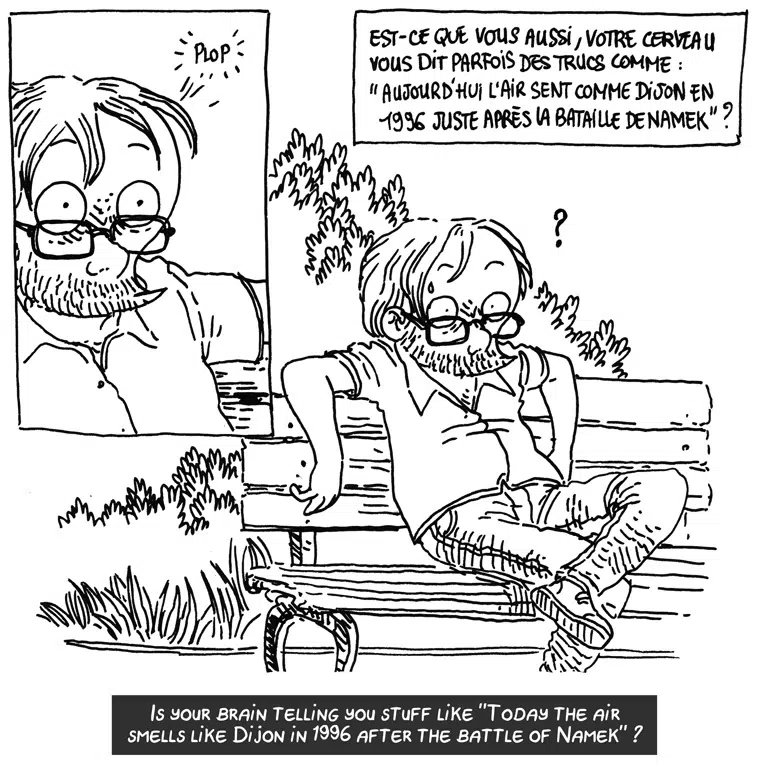 PLOP
EST-CE QUE VOUS AUSSI, VOTRE CERVEAU
VOUS DIT PARFOIS DES TRUCS COMME :
"AUJOURD'HUI L'AIR SENT COMME DIJON EN
1996 JUSTE APRÈS LA BATAILLE DE NAMEK" ?
?
IS YOUR BRAIN TELLING YOU STUFF LIKE "TODAY THE AIR
SMELLS LIKE DIJON IN 1996 AFTER THE BATTLE OF NAMEK" ?